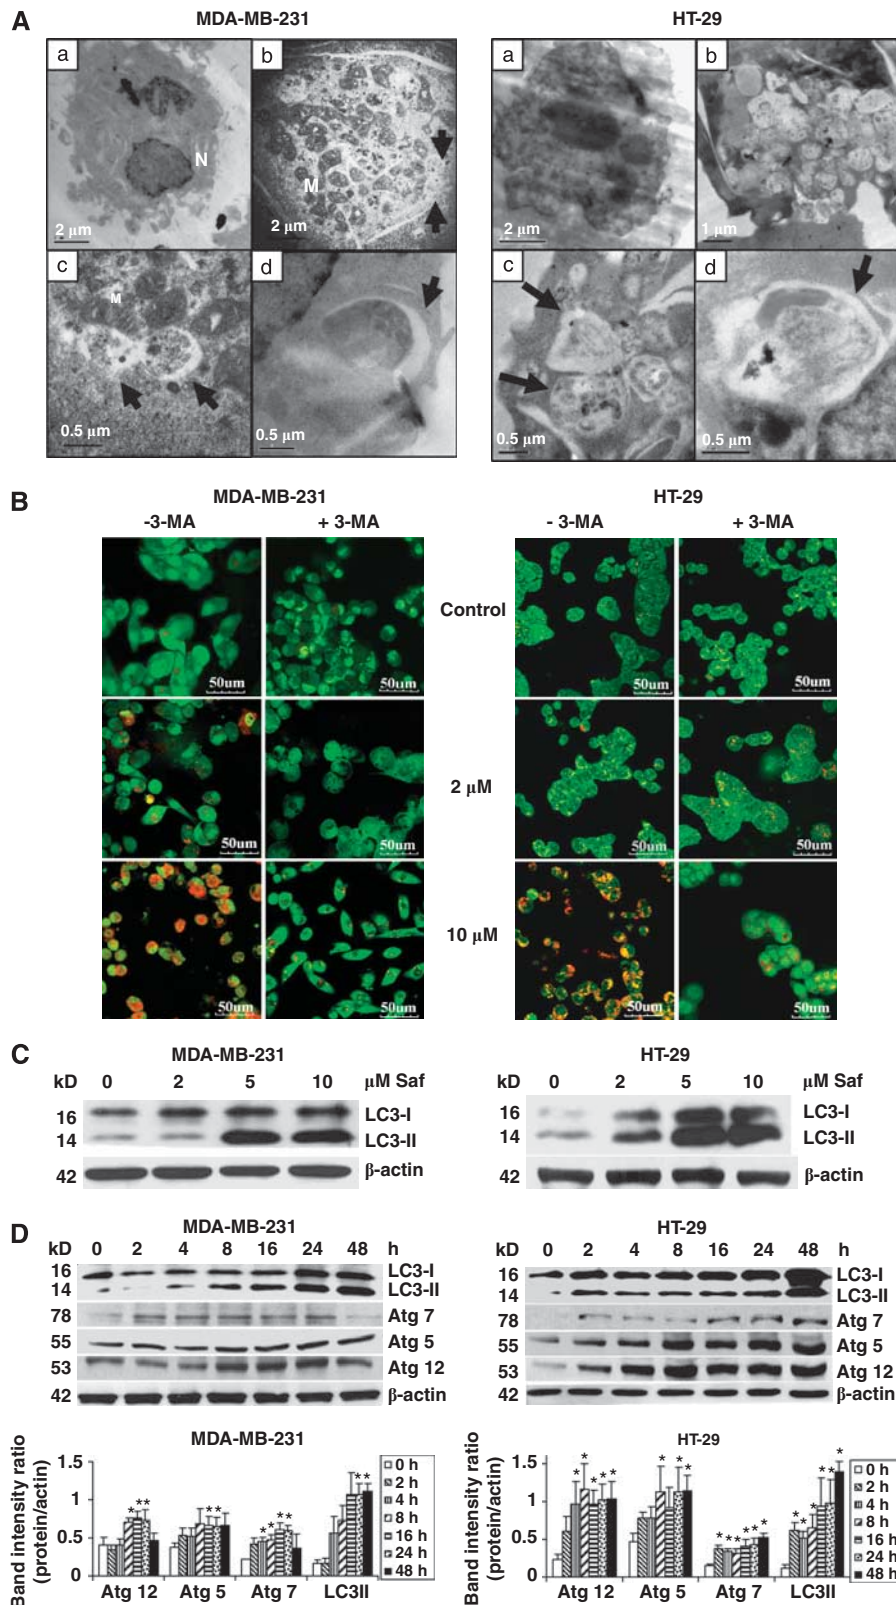 A
MDA-MB-231
HT-29
a
N
2 μm
b
M
2 μm
c
M
0.5 μm
d
0.5 μm
a
2 μm
b
1 μm
c
0.5 μm
d
0.5 μm
B
MDA-MB-231
HT-29
-3-MA
+ 3-MA
- 3-MA
+ 3-MA
Control
50um
50um
50um
50um
2 μM
50um
50um
50um
50um
10 μM
50um
50um
50um
50um
C
MDA-MB-231
kD 0 2 5 10 μM Saf
16 LC3-I
14 LC3-II
42 β-actin
HT-29
kD 0 2 5 10 μM Saf
16 LC3-I
14 LC3-II
42 β-actin
D
MDA-MB-231
kD 0 2 4 8 16 24 48 h
16 LC3-I
14 LC3-II
78 Atg 7
55 Atg 5
53 Atg 12
42 β-actin
HT-29
kD 0 2 4 8 16 24 48 h
16 LC3-I
14 LC3-II
78 Atg 7
55 Atg 5
53 Atg 12
42 β-actin
MDA-MB-231
Band intensity ratio
(protein/actin)
1.5
1
0.5
0
* ** ** * * ** **
Atg 12 Atg 5 Atg 7 LC3II
0 h
2 h
4 h
8 h
16 h
24 h
48 h
HT-29
Band intensity ratio
(protein/actin)
1.5
1
0.5
0
* * * * * * * * * * * * * * * * * * * *
Atg 12 Atg 5 Atg 7 LC3II
0 h
2 h
4 h
8 h
16 h
24 h
48 h